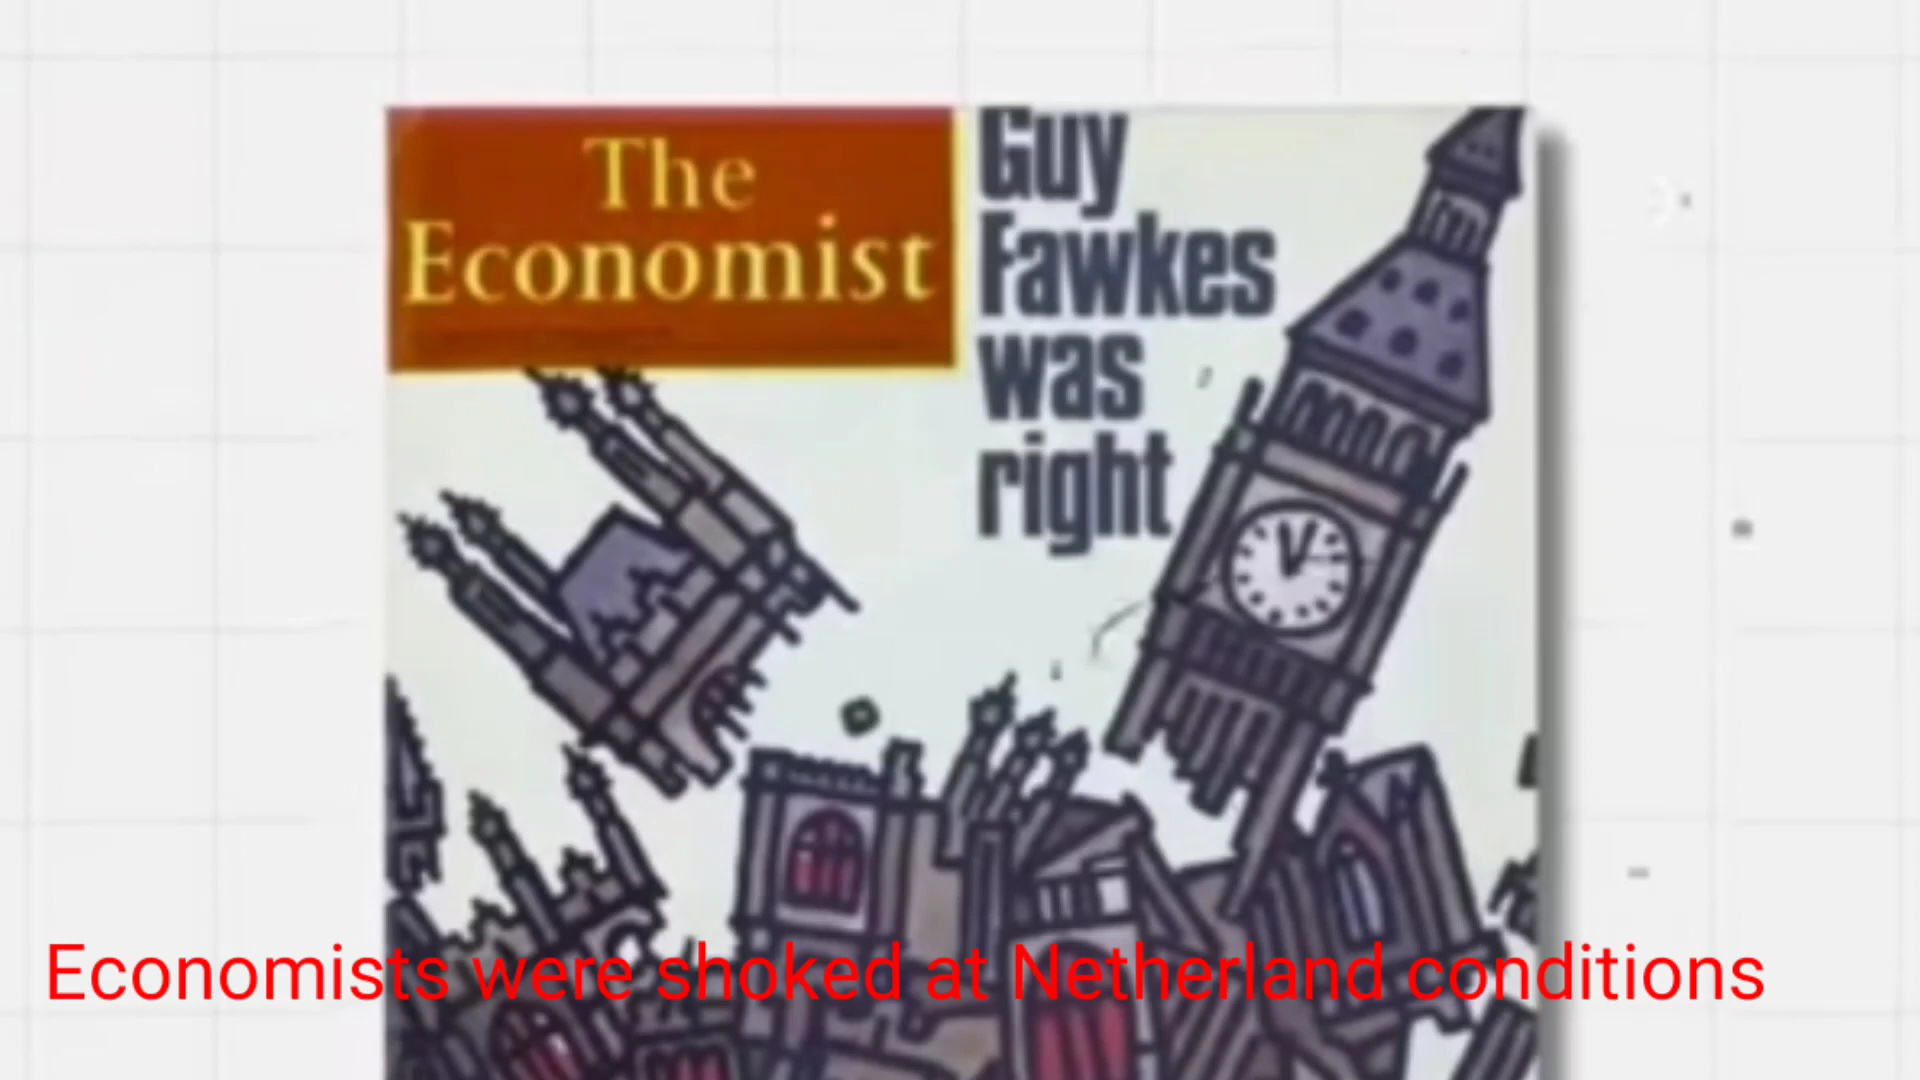 The
Economist
Guy
Fawkes
was
right
Economists were shoked at Netherland conditions